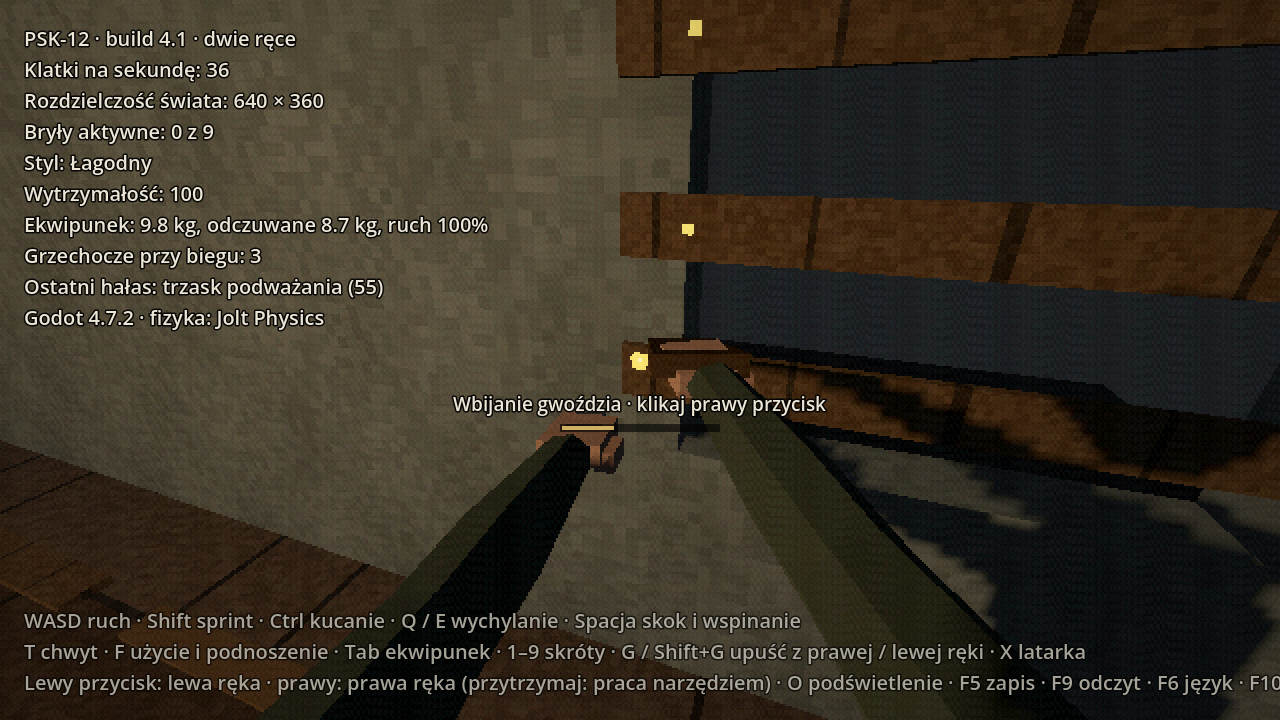 PSK-12 · build 4.1 · dwie ręce
Klatki na sekundę: 36
Rozdzielczość świata: 640 × 360
Bryły aktywne: 0 z 9
Styl: Łagodny
Wytrzymałość: 100
Ekwipunek: 9.8 kg, odczuwane 8.7 kg, ruch 100%
Grzechocze przy biegu: 3
Ostatni hałas: trzask podważania (55)
Godot 4.7.2 · fizyka: Jolt Physics
Wbijanie gwoździa · klikaj prawy przycisk
WASD ruch · Shift sprint · Ctrl kucanie · Q / E wychylanie · Spacja skok i wspinanie
T chwyt · F użycie i podnoszenie · Tab ekwipunek · 1–9 skróty · G / Shift+G upuść z prawej / lewej ręki · X latarka
Lewy przycisk: lewa ręka · prawy: prawa ręka (przytrzymaj: praca narzędziem) · O podświetlenie · F5 zapis · F9 odczyt · F6 język · F10